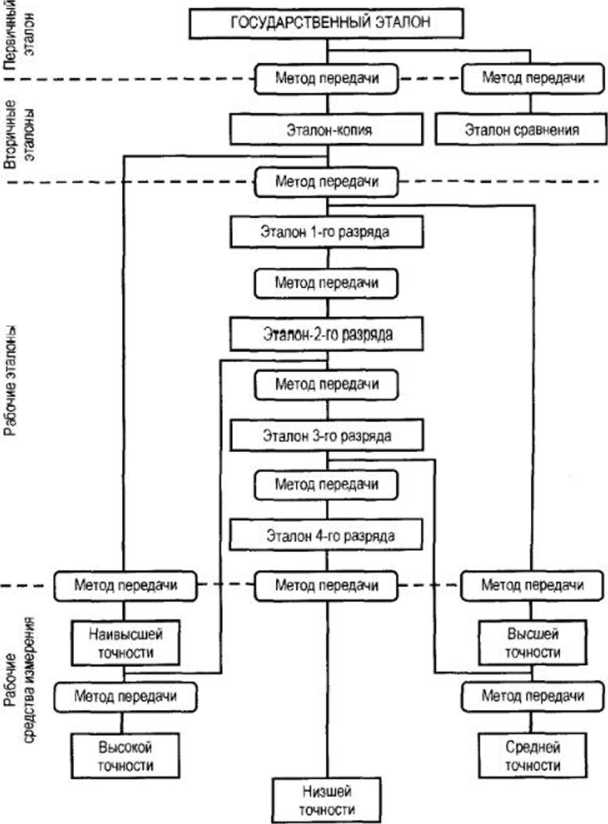 Первичный
эталон
ГОСУДАРСТВЕННЫЙ ЭТАЛОН
Метод передачи
Метод передачи
Вторичные
эталоны
Эталон-копия
Эталон сравнения
Метод передачи
Рабочие эталоны
Эталон 1-го разряда
Метод передачи
Эталон-2-го разряда
Метод передачи
Эталон 3-го разряда
Метод передачи
Эталон 4-го разряда
Метод передачи
Метод передачи
Метод передачи
Рабочие
средства измерения
Наивысшей
точности
Высшей
точности
Метод передачи
Метод передачи
Высокой
точности
Средней
точности
Низшей
точности